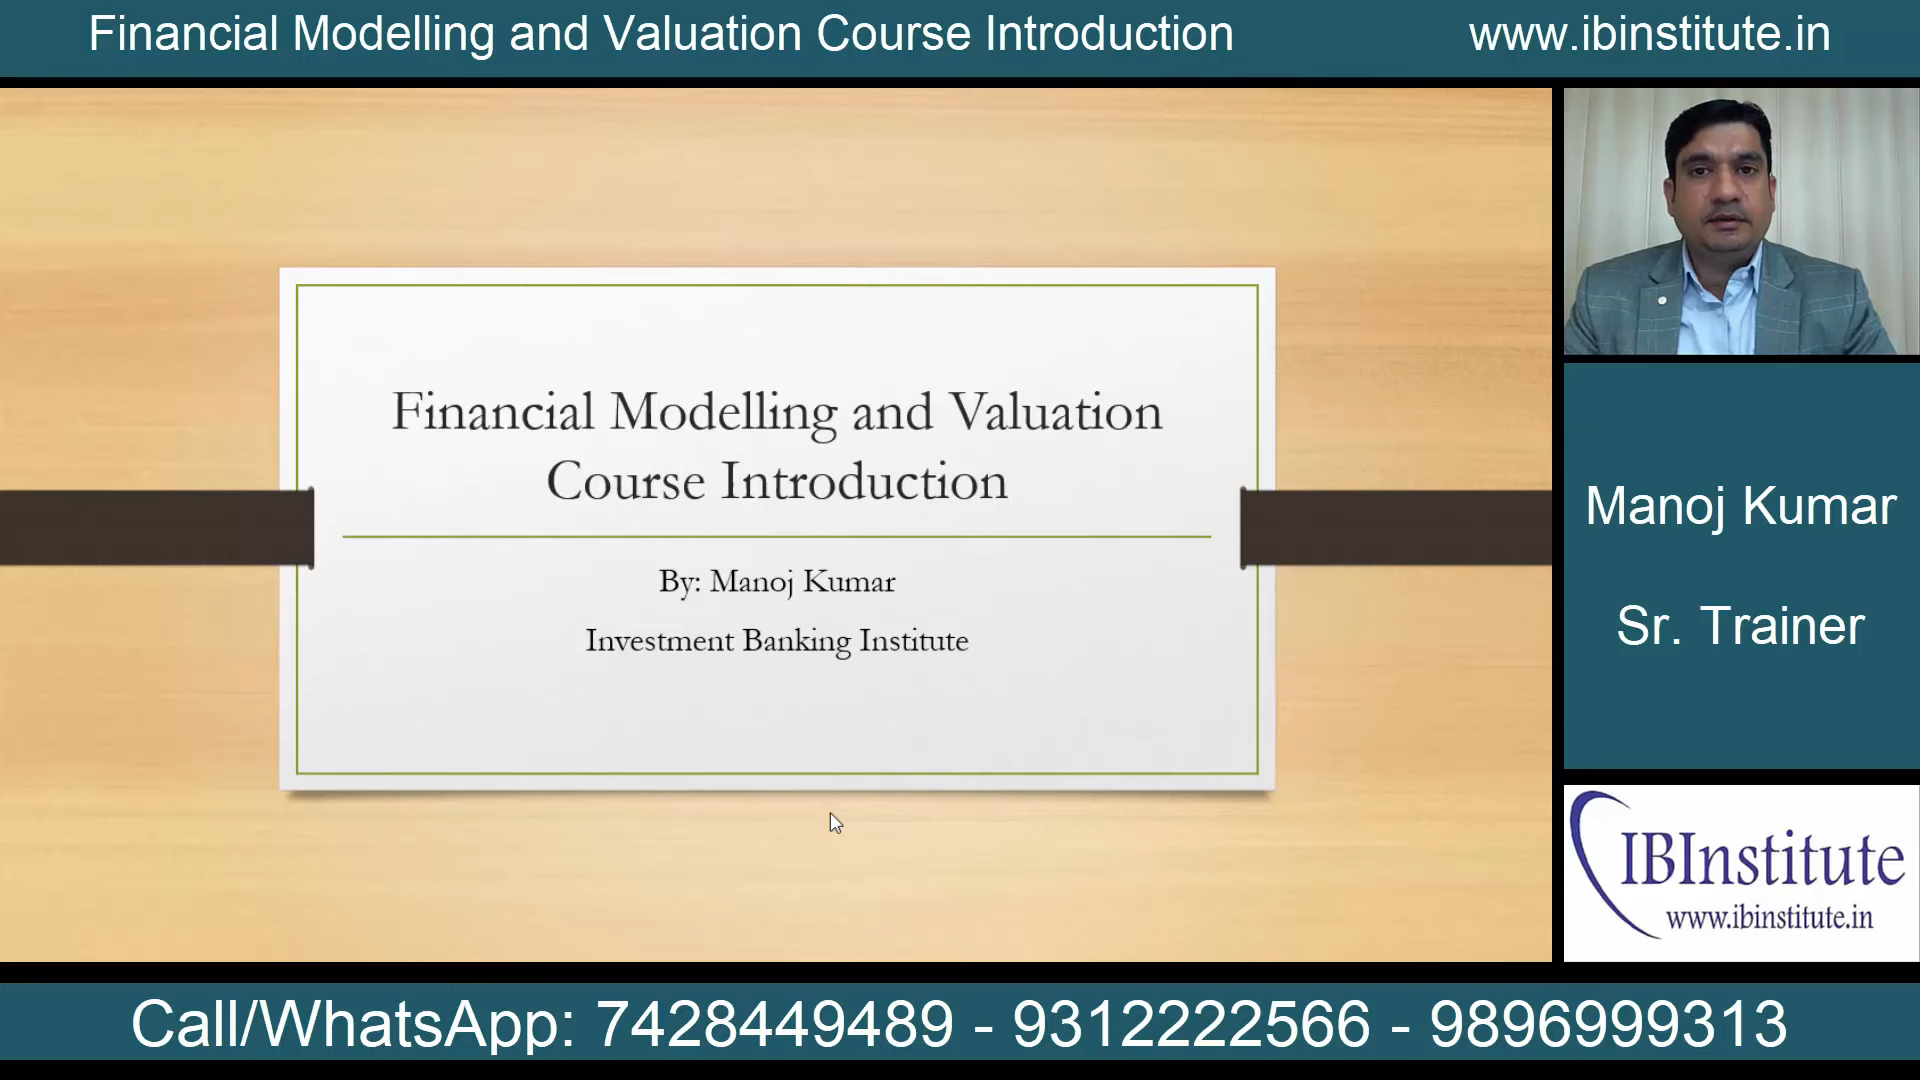 Financial Modelling and Valuation Course Introduction
www.ibinstitute.in
Financial Modelling and Valuation
Course Introduction
By: Manoj Kumar
Investment Banking Institute
Manoj Kumar
Sr. Trainer
IBInstitute
www.ibinstitute.in
Call/WhatsApp: 7428449489 - 9312222566 - 9896999313